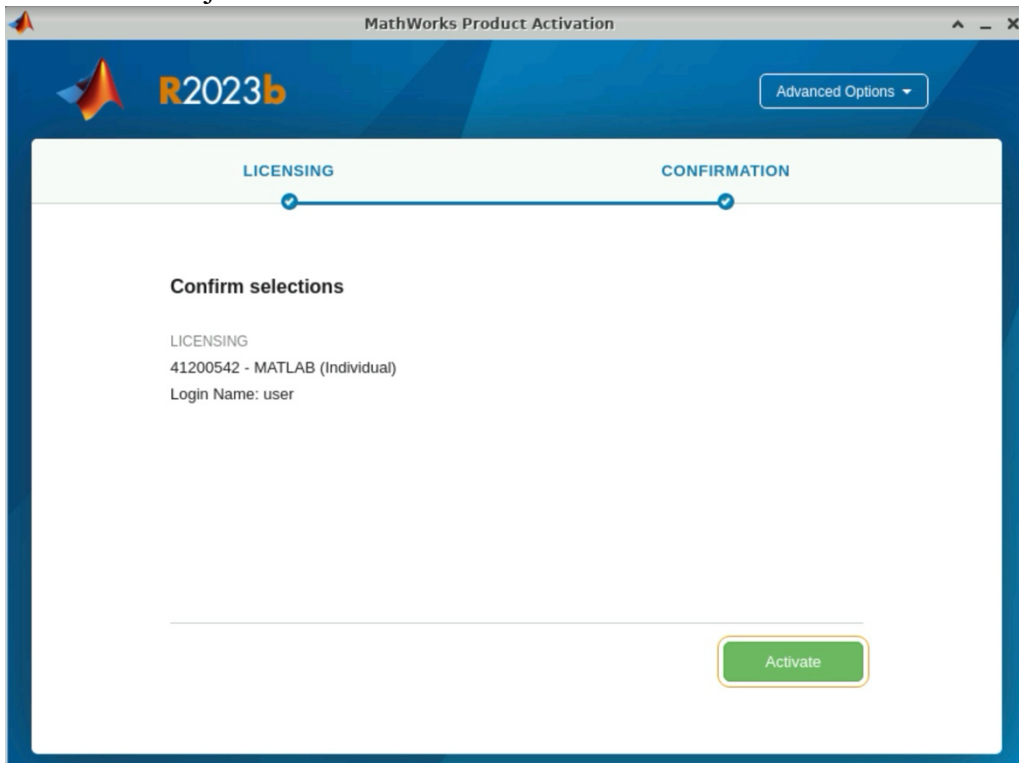 MathWorks Product Activation
R2023b
Advanced Options
LICENSING
CONFIRMATION
Confirm selections
LICENSING
41200542 - MATLAB (Individual)
Login Name: user
Activate